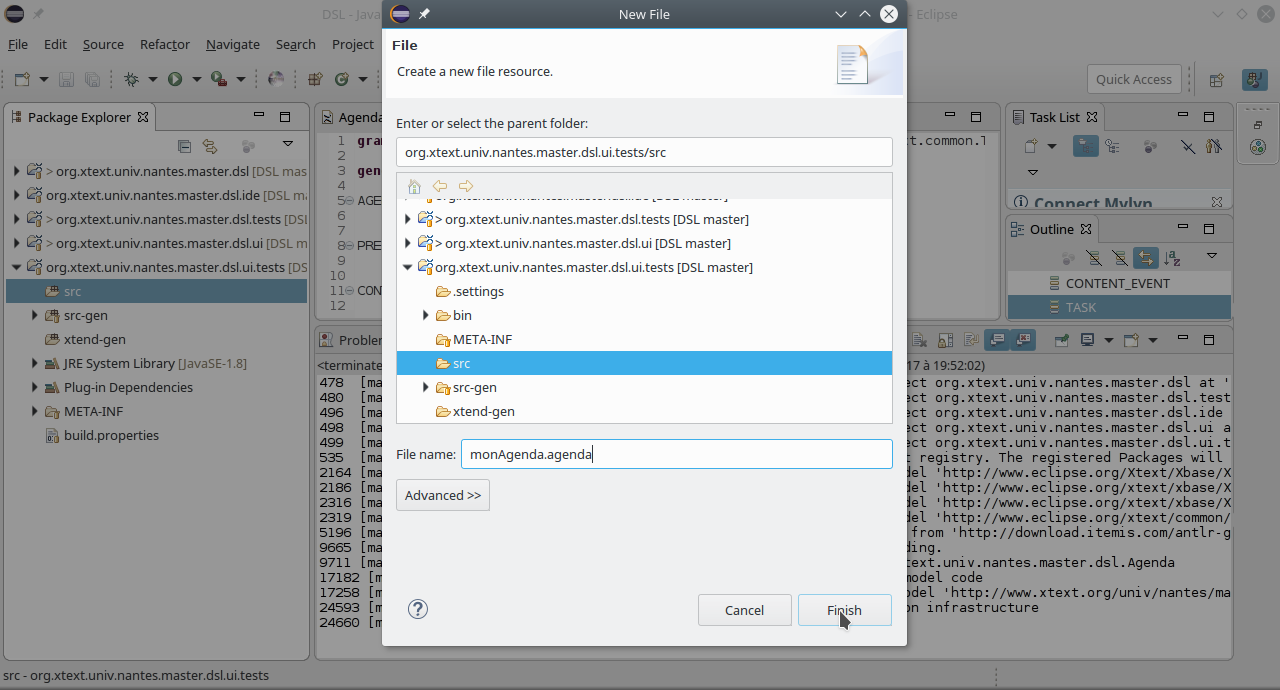 DSL - Java
New File
- Eclipse
File Edit Source Refactor Navigate Search Project
File
Create a new file resource.
Quick Access
Enter or select the parent folder:
org.xtext.univ.nantes.master.dsl.ui.tests/src
Package Explorer
> org.xtext.univ.nantes.master.dsl [DSL mas
org.xtext.univ.nantes.master.dsl.ide [DSL m
> org.xtext.univ.nantes.master.dsl.tests [DSL
> org.xtext.univ.nantes.master.dsl.ui [DSL m
org.xtext.univ.nantes.master.dsl.ui.tests [DS
src
src-gen
xtend-gen
JRE System Library [JavaSE-1.8]
Plug-in Dependencies
META-INF
build.properties
Agenda
1 gram
2
3 gen
4
5 AGE
6
7
8 PRE
9
10
11 CON
12
t.common.T
> org.xtext.univ.nantes.master.dsl.tests [DSL master]
> org.xtext.univ.nantes.master.dsl.ui [DSL master]
org.xtext.univ.nantes.master.dsl.ui.tests [DSL master]
.settings
bin
META-INF
src
src-gen
xtend-gen
File name: monAgenda.agenda
Advanced >>
Cancel
Finish
Task List
Connect Mylyn
Outline
CONTENT_EVENT
TASK
Problem
<terminate
17 à 19:52:02)
478 [ma ect org.xtext.univ.nantes.master.dsl at '
480 [ma ect org.xtext.univ.nantes.master.dsl.test
496 [ma ect org.xtext.univ.nantes.master.dsl.ide
498 [ma ect org.xtext.univ.nantes.master.dsl.ui a
499 [ma ect org.xtext.univ.nantes.master.dsl.ui.t
535 [ma t registry. The registered Packages will
2164 [ma del 'http://www.eclipse.org/Xtext/Xbase/X
2186 [ma del 'http://www.eclipse.org/xtext/xbase/X
2316 [ma del 'http://www.eclipse.org/xtext/xbase/X
2319 [ma del 'http://www.eclipse.org/xtext/common/
5196 [ma from 'http://download.itemis.com/antlr-g
9665 [ma ding.
9711 [ma text.univ.nantes.master.dsl.Agenda
17182 [m model code
17258 [m del 'http://www.xtext.org/univ/nantes/ma
24593 [m on infrastructure
24660 [m
src - org.xtext.univ.nantes.master.dsl.ui.tests